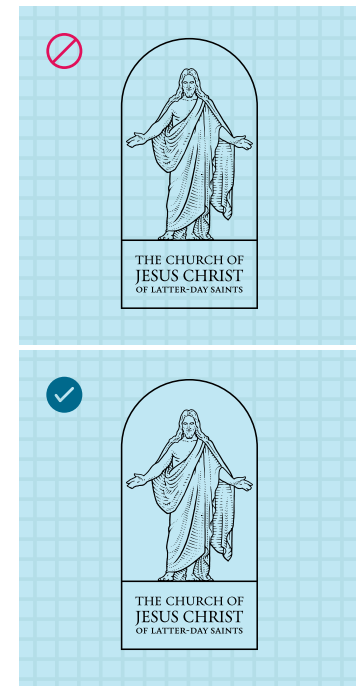 THE CHURCH OF
JESUS CHRIST
OF LATTER-DAY SAINTS
THE CHURCH OF
JESUS CHRIST
OF LATTER-DAY SAINTS